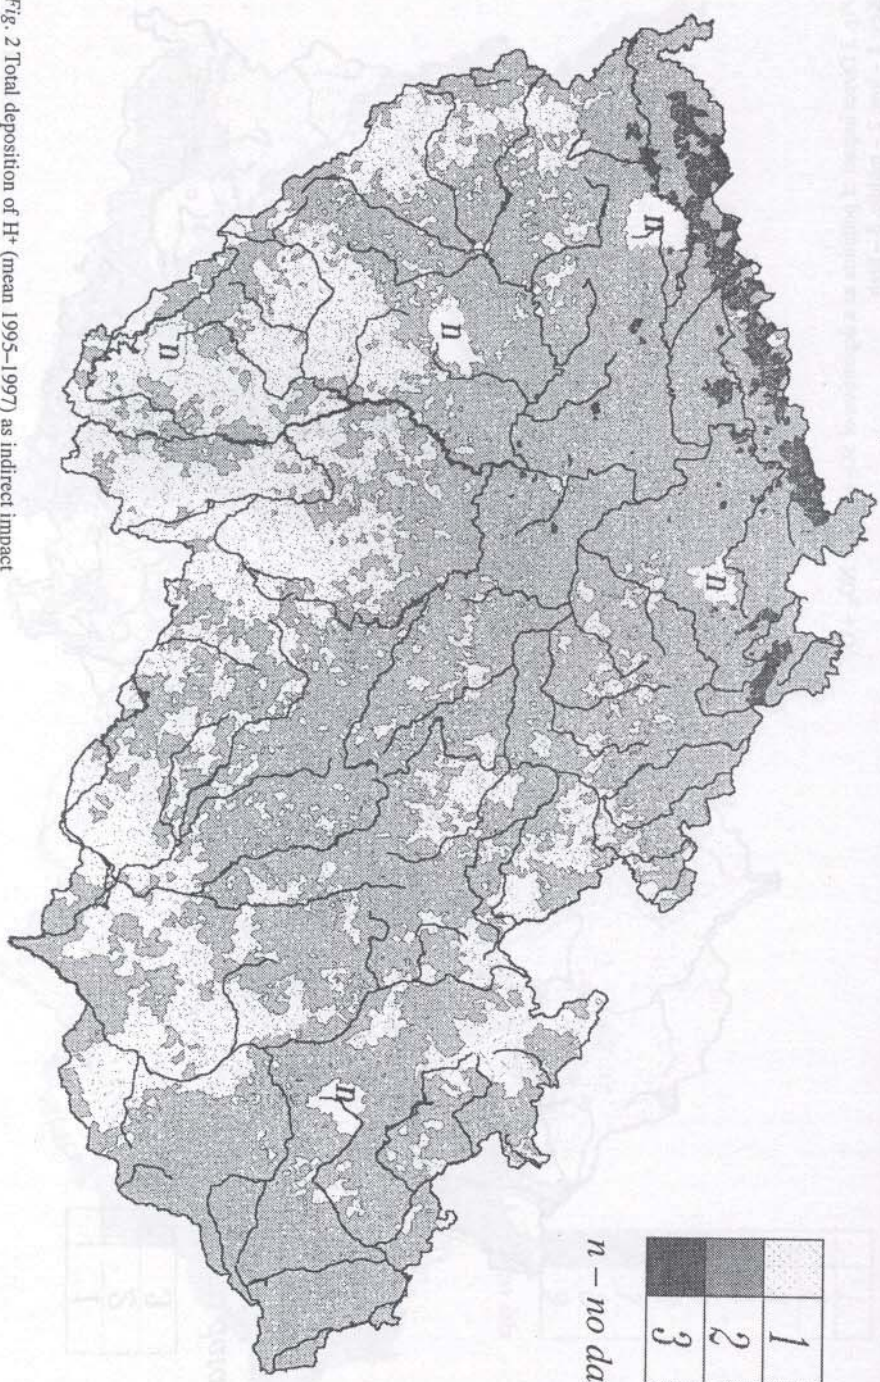 1
2
3
n – no da
n
n
n
n
n
Fig. 2 Total deposition of H⁺ (mean 1995–1997) as indirect impact